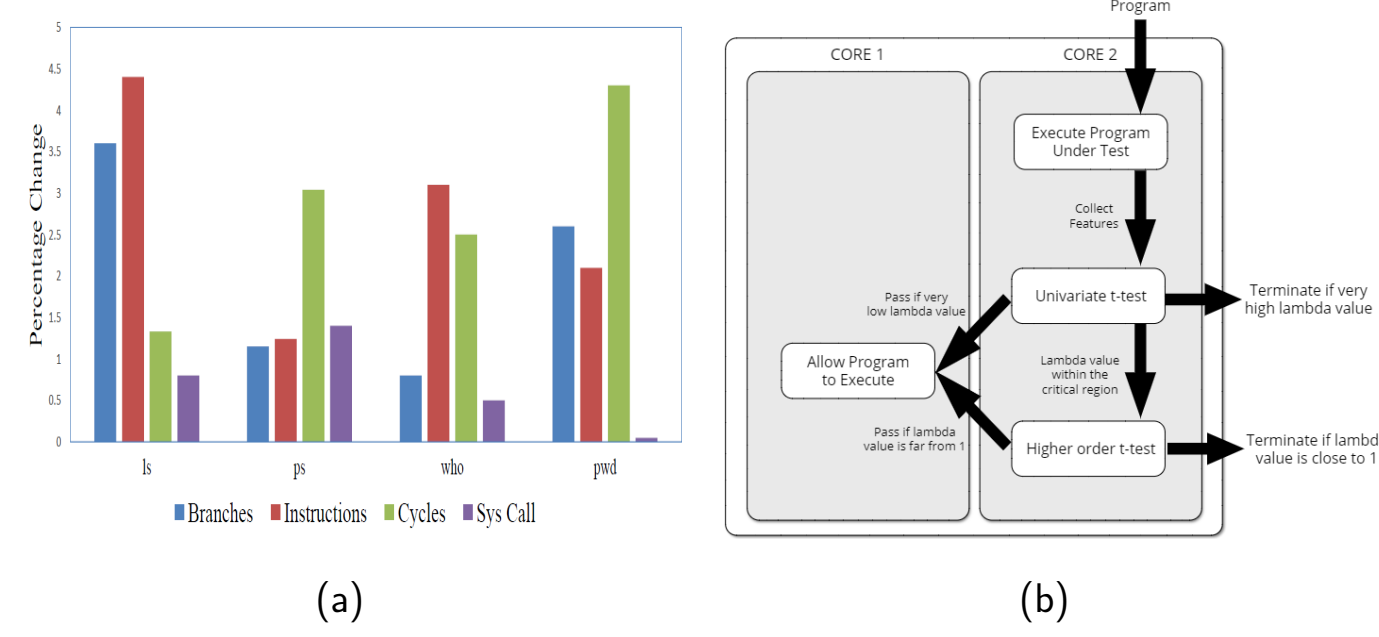 5
4.5
4
3.5
3
2.5
2
1.5
1
0.5
0
Percentage Change
ls
ps
who
pwd
Branches
Instructions
Cycles
Sys Call
(a)
Program
CORE 1
CORE 2
Execute Program
Under Test
Collect
Features
Univariate t-test
Terminate if very
high lambda value
Pass if very
low lambda value
Allow Program
to Execute
Lambda value
within the
critical region
Pass if lambda
value is far from 1
Higher order t-test
Terminate if lambd
value is close to 1
(b)